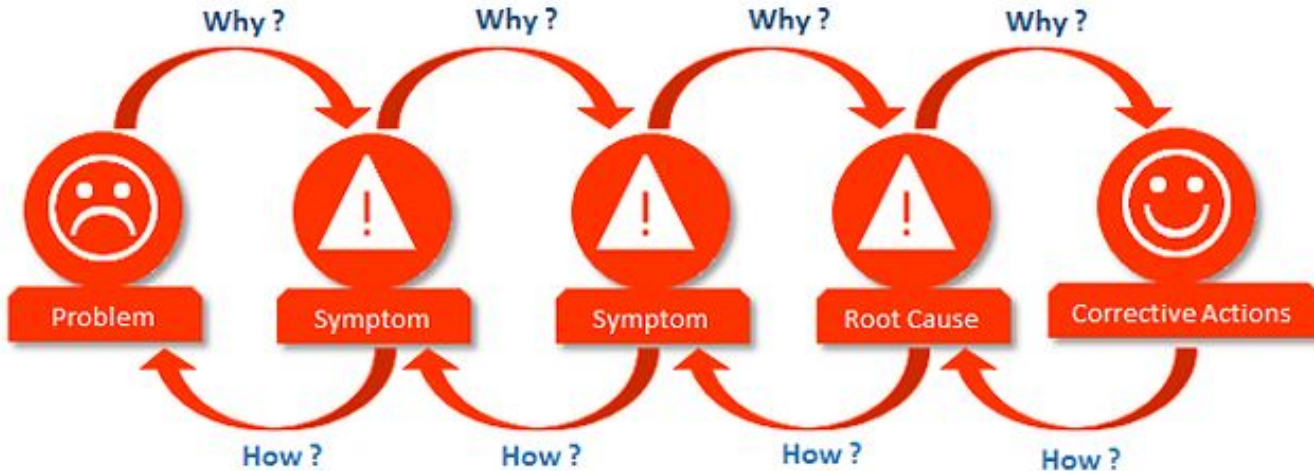 Why ? Why ? Why ? Why ?
!
!
!
Problem Symptom Symptom Root Cause Corrective Actions
How ? How ? How ? How ?